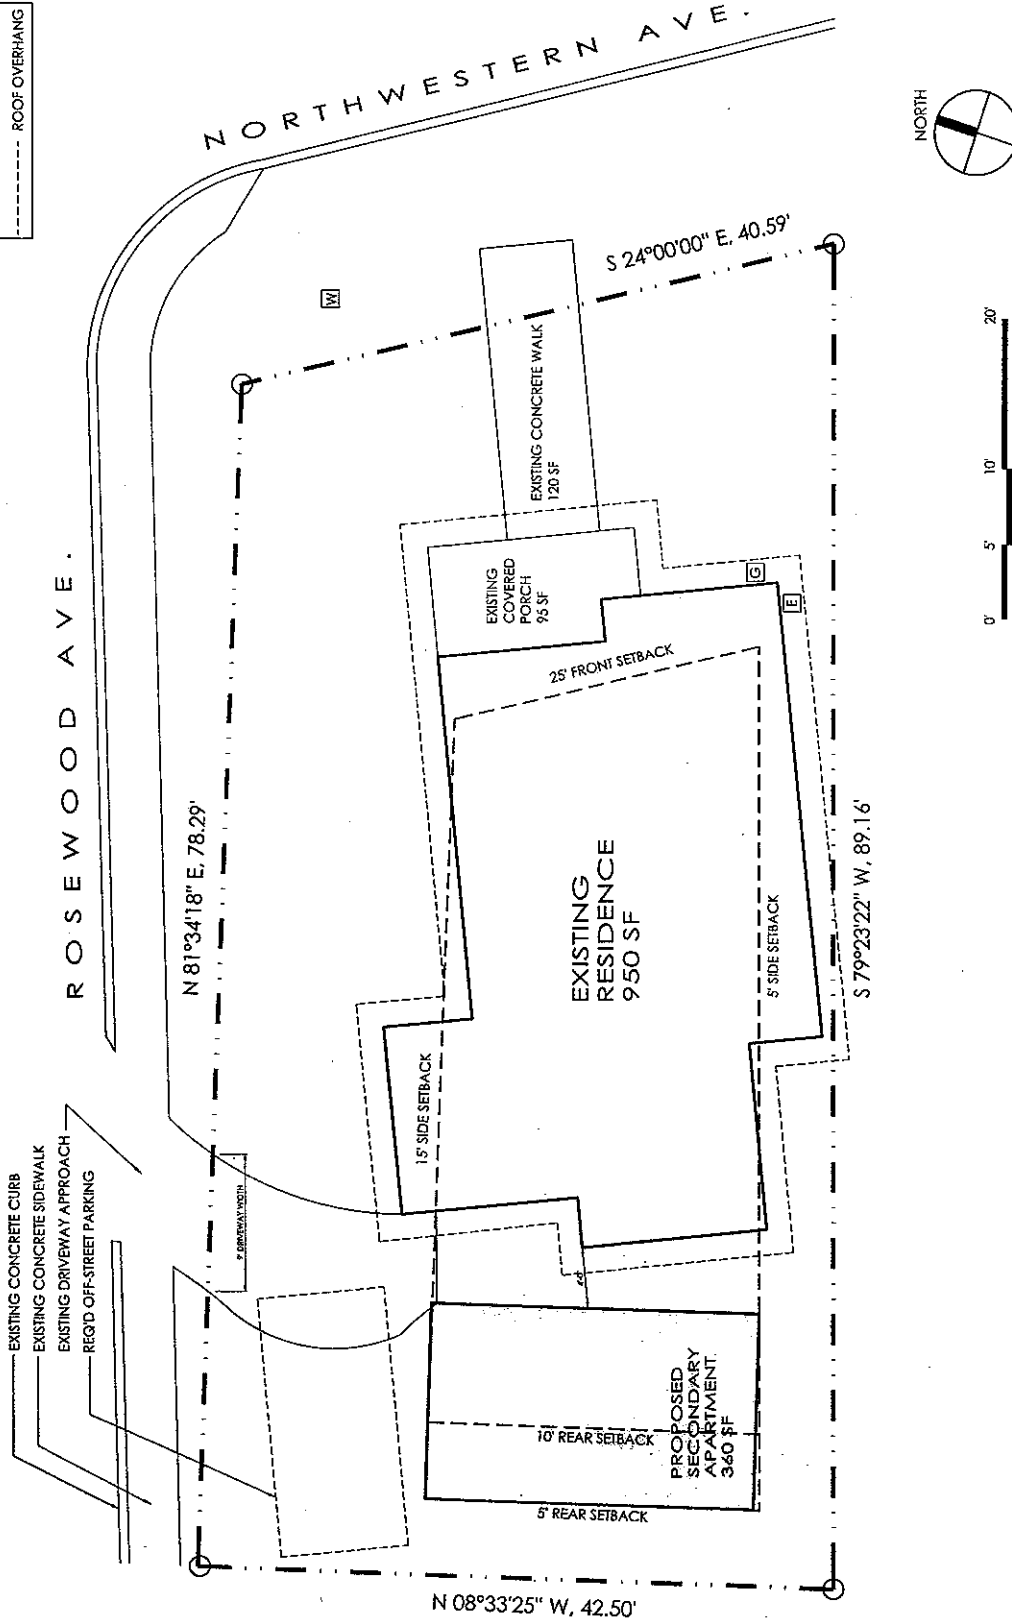 ROOF OVERHANG
NORTHWESTERN AVE.
NORTH
ROSEWOOD AVE.
S 24°00'00" E, 40.59'
W
EXISTING CONCRETE WALK
120 SF
EXISTING
COVERED
PORCH
95 SF
G
E
0'
5'
10'
20'
25' FRONT SETBACK
N 81°34'18" E, 78.29'
EXISTING
RESIDENCE
950 SF
5' SIDE SETBACK
S 79°23'22" W, 89.16'
15' SIDE SETBACK
EXISTING CONCRETE CURB
EXISTING CONCRETE SIDEWALK
EXISTING DRIVEWAY APPROACH
REQ'D OFF-STREET PARKING
9' DRIVEWAY WIDTH
PROPOSED
SECONDARY
APARTMENT
360 SF
10' REAR SETBACK
5' REAR SETBACK
N 08°33'25" W, 42.50'